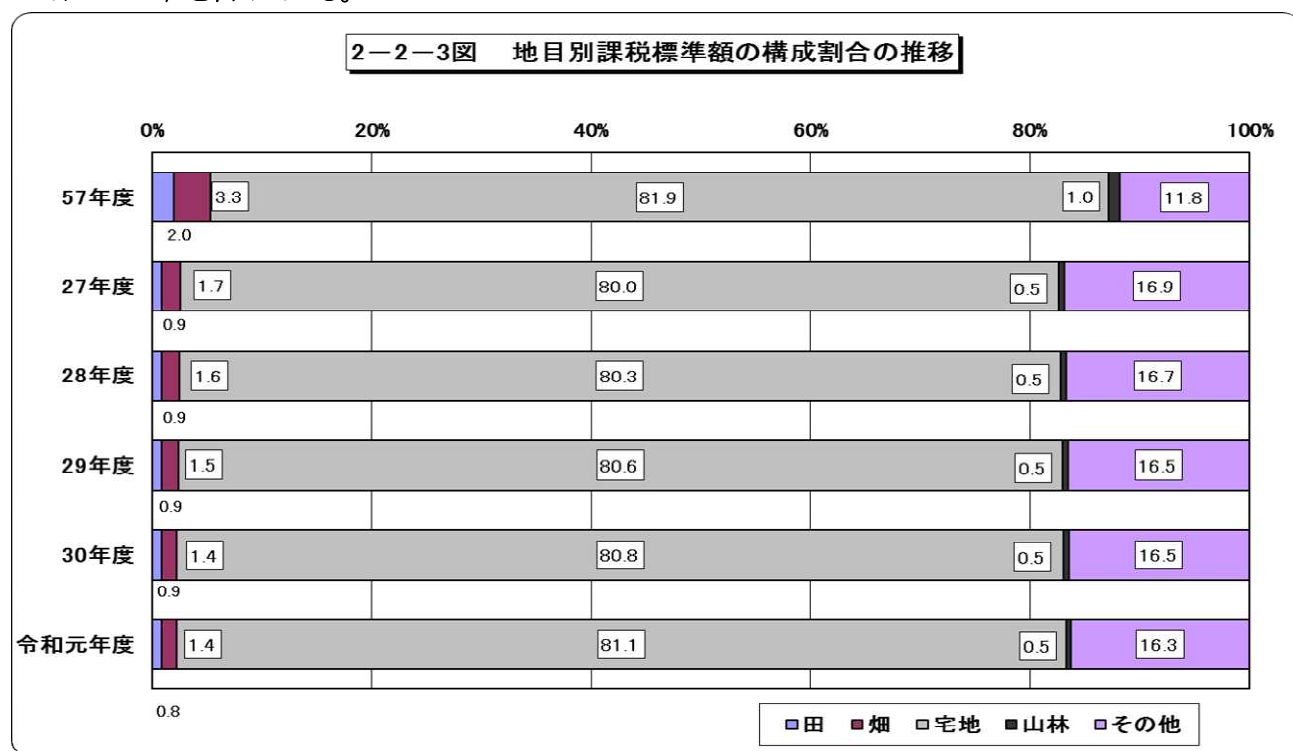 2－2－3図　地目別課税標準額の構成割合の推移
0% 20% 40% 60% 80% 100%
57年度 3.3 81.9 1.0 11.8
2.0
27年度 1.7 80.0 0.5 16.9
0.9
28年度 1.6 80.3 0.5 16.7
0.9
29年度 1.5 80.6 0.5 16.5
0.9
30年度 1.4 80.8 0.5 16.5
0.9
令和元年度 1.4 81.1 0.5 16.3
0.8
田 畑 宅地 山林 その他